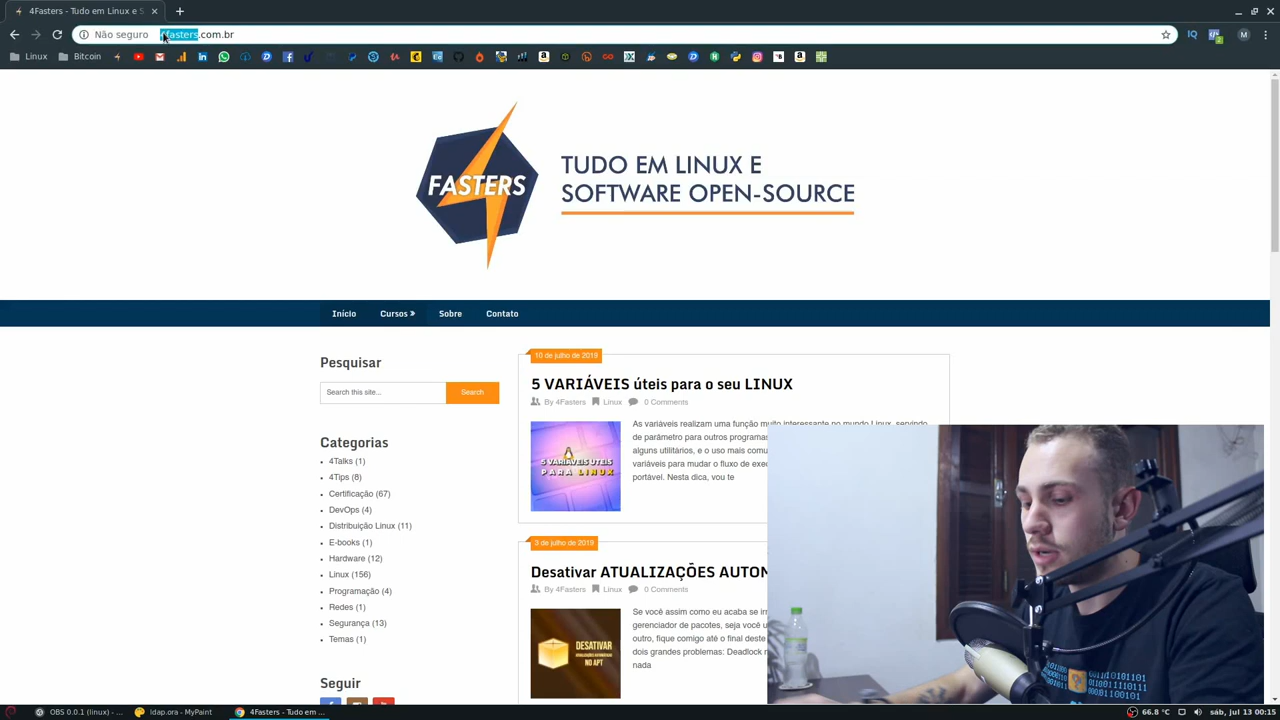 4Fasters - Tudo em Linux e S
Não seguro
4fasters.com.br
Linux
Bitcoin
FASTERS
TUDO EM LINUX E
SOFTWARE OPEN-SOURCE
Início
Cursos
Sobre
Contato
Pesquisar
Search this site...
Search
Categorias
4Talks (1)
4Tips (8)
Certificação (67)
DevOps (4)
Distribuição Linux (11)
E-books (1)
Hardware (12)
Linux (156)
Programação (4)
Redes (1)
Segurança (13)
Temas (1)
Seguir
10 de julho de 2019
5 VARIÁVEIS úteis para o seu LINUX
By 4Fasters
Linux
0 Comments
5 VARIÁVEIS ÚTEIS
PARA LINUX
As variáveis realizam uma função muito interessante no mundo Linux, servindo
de parâmetro para outros programas
alguns utilitários, e o uso mais comu
variáveis para mudar o fluxo de exec
portável. Nesta dica, vou te
3 de julho de 2019
Desativar ATUALIZAÇÕES AUTOM
By 4Fasters
Linux
0 Comments
DESATIVAR
NO APT
Se você assim como eu acaba se irr
gerenciador de pacotes, seja você u
outro, fique comigo até o final deste
dois grandes problemas: Deadlock n
nada
OBS 0.0.1 (linux) - ...
ldap.ora - MyPaint
4Fasters - Tudo em ...
66.8 °C
sáb, jul 13 00:15